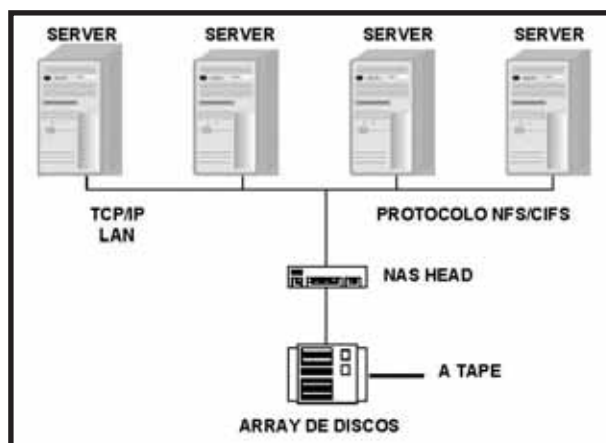 SERVER SERVER SERVER SERVER
TCP/IP
LAN
PROTOCOLO NFS/CIFS
NAS HEAD
A TAPE
ARRAY DE DISCOS